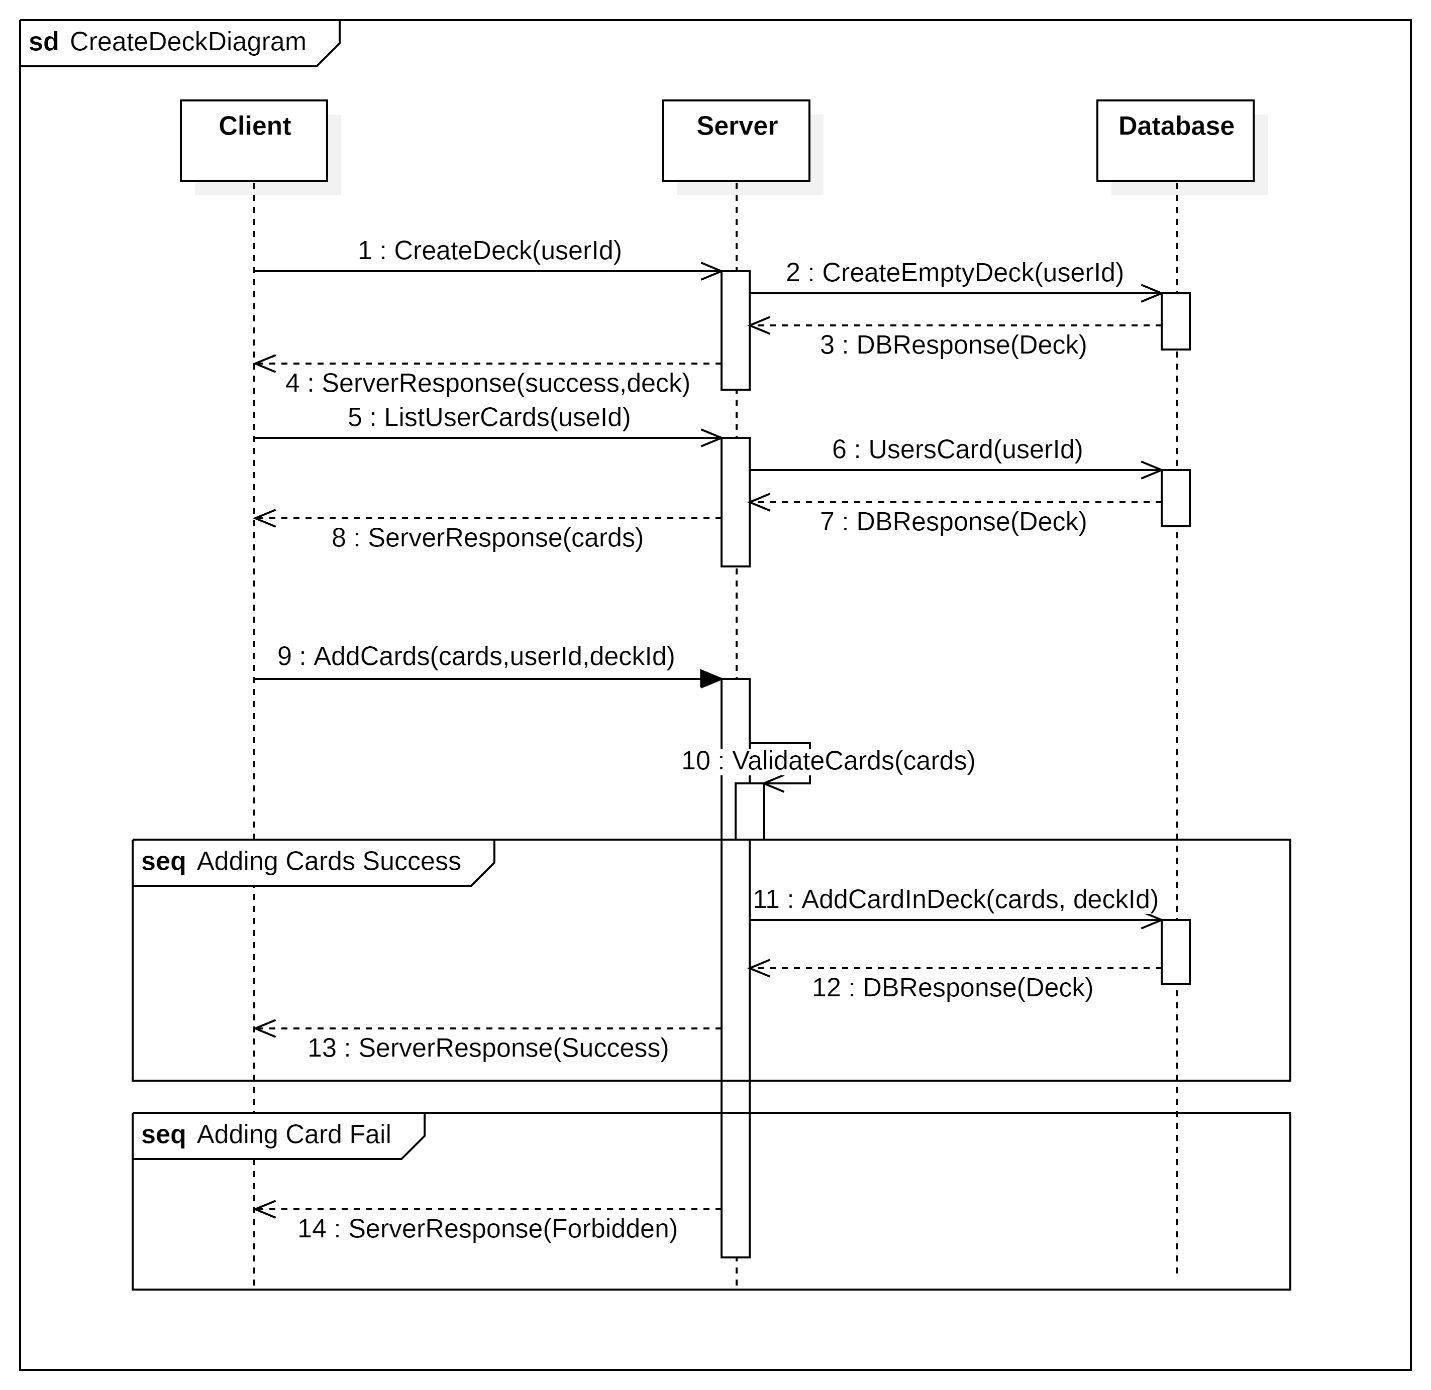 sd CreateDeckDiagram
Client
Server
Database
1 : CreateDeck(userId)
2 : CreateEmptyDeck(userId)
3 : DBResponse(Deck)
4 : ServerResponse(success,deck)
5 : ListUserCards(useId)
6 : UsersCard(userId)
7 : DBResponse(Deck)
8 : ServerResponse(cards)
9 : AddCards(cards,userId,deckId)
10 : ValidateCards(cards)
seq Adding Cards Success
11 : AddCardInDeck(cards, deckId)
12 : DBResponse(Deck)
13 : ServerResponse(Success)
seq Adding Card Fail
14 : ServerResponse(Forbidden)